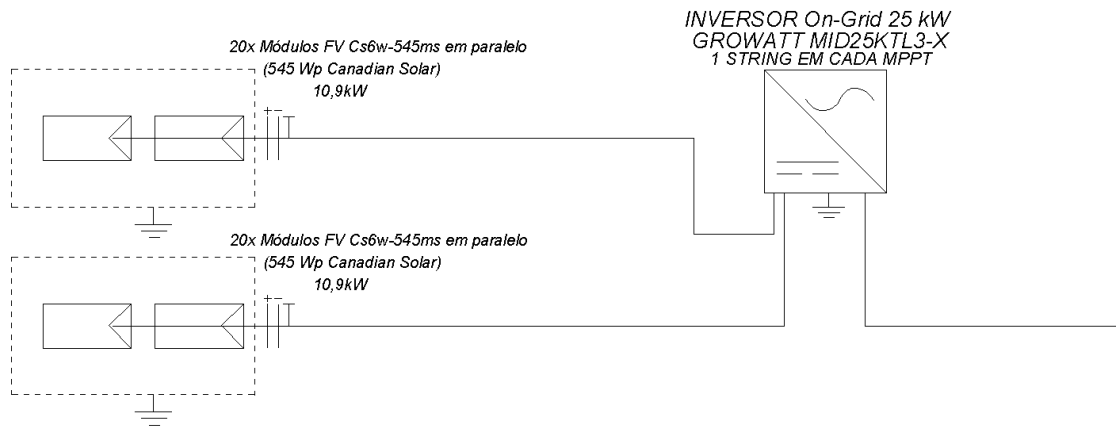 INVERSOR On-Grid 25 kW
GROWATT MID25KTL3-X
1 STRING EM CADA MPPT
20x Módulos FV Cs6w-545ms em paralelo
(545 Wp Canadian Solar)
10,9kW
+-
20x Módulos FV Cs6w-545ms em paralelo
(545 Wp Canadian Solar)
10,9kW
+-